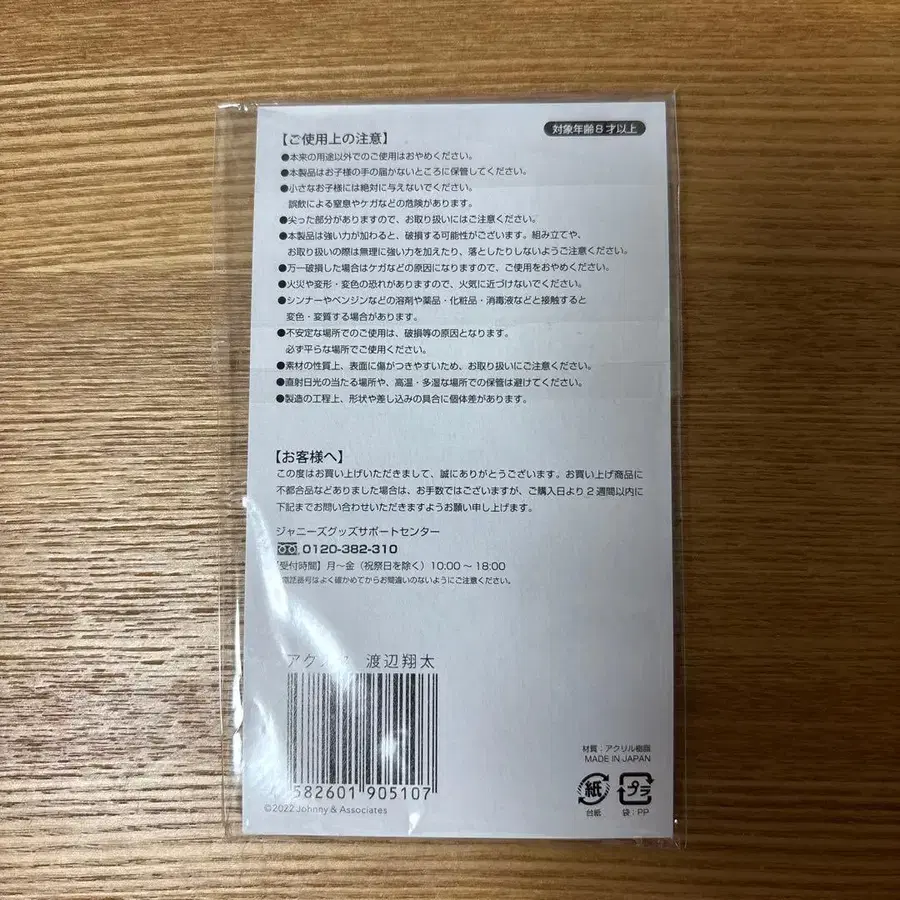 対象年齢8才以上
【ご使用上の注意】
●本来の用途以外でのご使用はおやめください。
●本製品はお子様の手の届かないところに保管してください。
●小さなお子様には絶対に与えないでください。
誤飲による窒息やケガなどの危険があります。
●尖った部分がありますので、お取り扱いにはご注意ください。
●本製品は強い力が加わると、破損する可能性がございます。組み立てや、
お取り扱いの際は無理に強い力を加えたり、落としたりしないようご注意ください。
●万一破損した場合はケガなどの原因になりますので、ご使用をおやめください。
●火災や変形・変色の恐れがありますので、火気に近づけないでください。
●シンナーやベンジンなどの溶剤や薬品・化粧品・消毒液などと接触すると
変色・変質する場合があります。
●不安定な場所でのご使用は、破損等の原因となります。
必ず平らな場所でご使用ください。
●素材の性質上、表面に傷がつきやすいため、お取り扱いにご注意ください。
●直射日光の当たる場所や、高温・多湿な場所での保管は避けてください。
●製造の工程上、形状や差し込みの具合に個体差があります。
【お客様へ】
この度はお買い上げいただきまして、誠にありがとうございます。お買い上げ商品に
不都合品などありました場合は、お手数ではございますが、ご購入日より2週間以内に
下記までお問い合わせいただきますようお願い申し上げます。
ジャニーズグッズサポートセンター
0120-382-310
【受付時間】月〜金（祝祭日を除く）10:00〜18:00
電話番号はよく確かめてからお間違いのないようにご注意ください。
渡辺翔太
582601 905107
©2022 Johnny & Associates
材質：アクリル樹脂
MADE IN JAPAN
紙
プラ
台紙
袋：PP